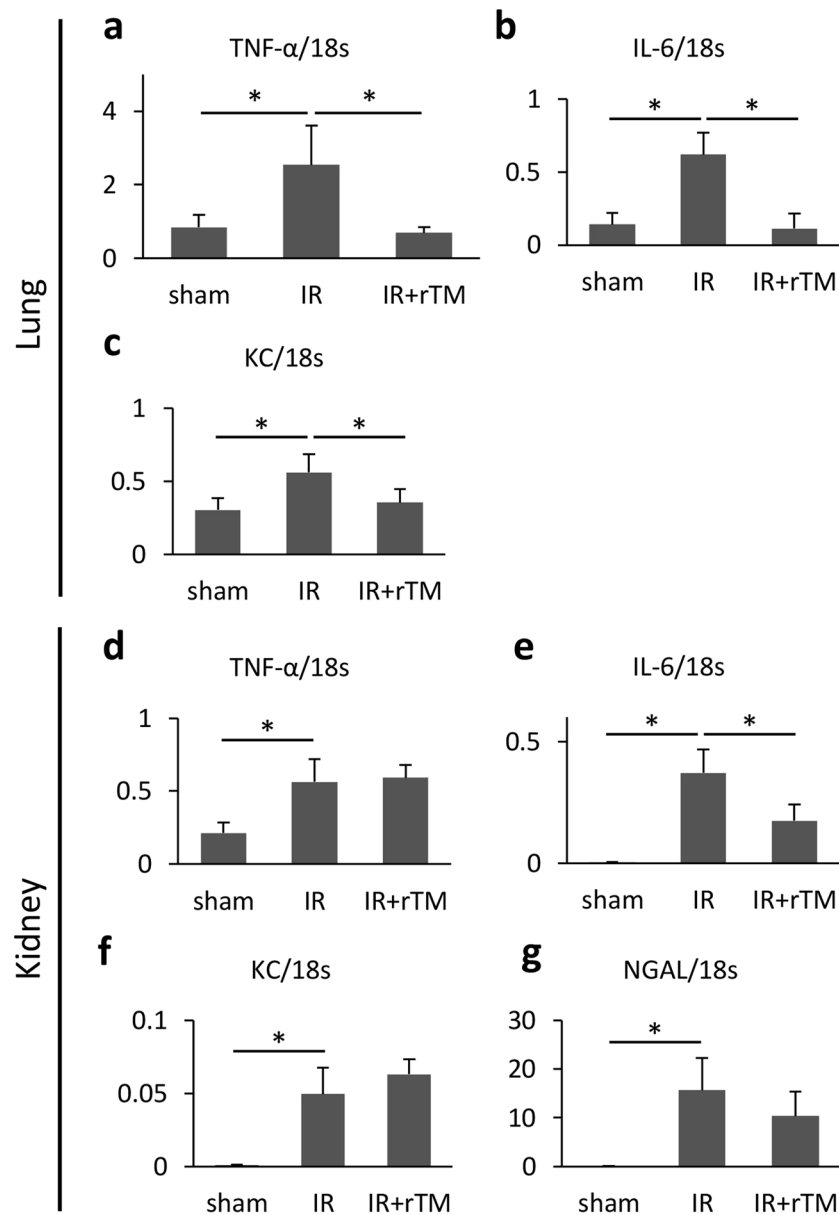 Lung
a
TNF-α/18s
*
*
4
2
0
sham IR IR+rTM
b
IL-6/18s
*
*
1
0.5
0
sham IR IR+rTM
c
KC/18s
*
*
1
0.5
0
sham IR IR+rTM
Kidney
d
TNF-α/18s
*
1
0.5
0
sham IR IR+rTM
e
IL-6/18s
*
*
0.5
0
sham IR IR+rTM
f
KC/18s
*
0.1
0.05
0
sham IR IR+rTM
g
NGAL/18s
*
30
20
10
0
sham IR IR+rTM